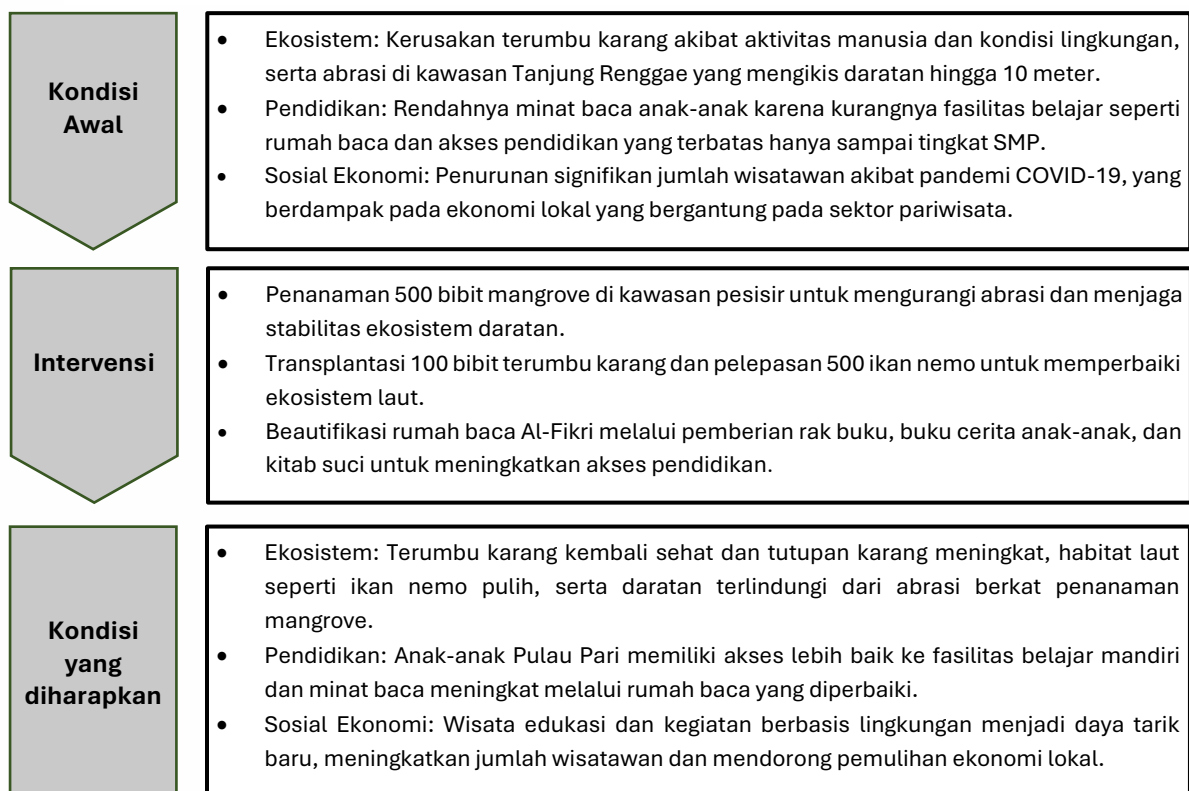 Kondisi
Awal
• Ekosistem: Kerusakan terumbu karang akibat aktivitas manusia dan kondisi lingkungan,
serta abrasi di kawasan Tanjung Renggae yang mengikis daratan hingga 10 meter.
• Pendidikan: Rendahnya minat baca anak-anak karena kurangnya fasilitas belajar seperti
rumah baca dan akses pendidikan yang terbatas hanya sampai tingkat SMP.
• Sosial Ekonomi: Penurunan signifikan jumlah wisatawan akibat pandemi COVID-19, yang
berdampak pada ekonomi lokal yang bergantung pada sektor pariwisata.
Intervensi
• Penanaman 500 bibit mangrove di kawasan pesisir untuk mengurangi abrasi dan menjaga
stabilitas ekosistem daratan.
• Transplantasi 100 bibit terumbu karang dan pelepasan 500 ikan nemo untuk memperbaiki
ekosistem laut.
• Beautifikasi rumah baca Al-Fikri melalui pemberian rak buku, buku cerita anak-anak, dan
kitab suci untuk meningkatkan akses pendidikan.
Kondisi
yang
diharapkan
• Ekosistem: Terumbu karang kembali sehat dan tutupan karang meningkat, habitat laut
seperti ikan nemo pulih, serta daratan terlindungi dari abrasi berkat penanaman
mangrove.
• Pendidikan: Anak-anak Pulau Pari memiliki akses lebih baik ke fasilitas belajar mandiri
dan minat baca meningkat melalui rumah baca yang diperbaiki.
• Sosial Ekonomi: Wisata edukasi dan kegiatan berbasis lingkungan menjadi daya tarik
baru, meningkatkan jumlah wisatawan dan mendorong pemulihan ekonomi lokal.